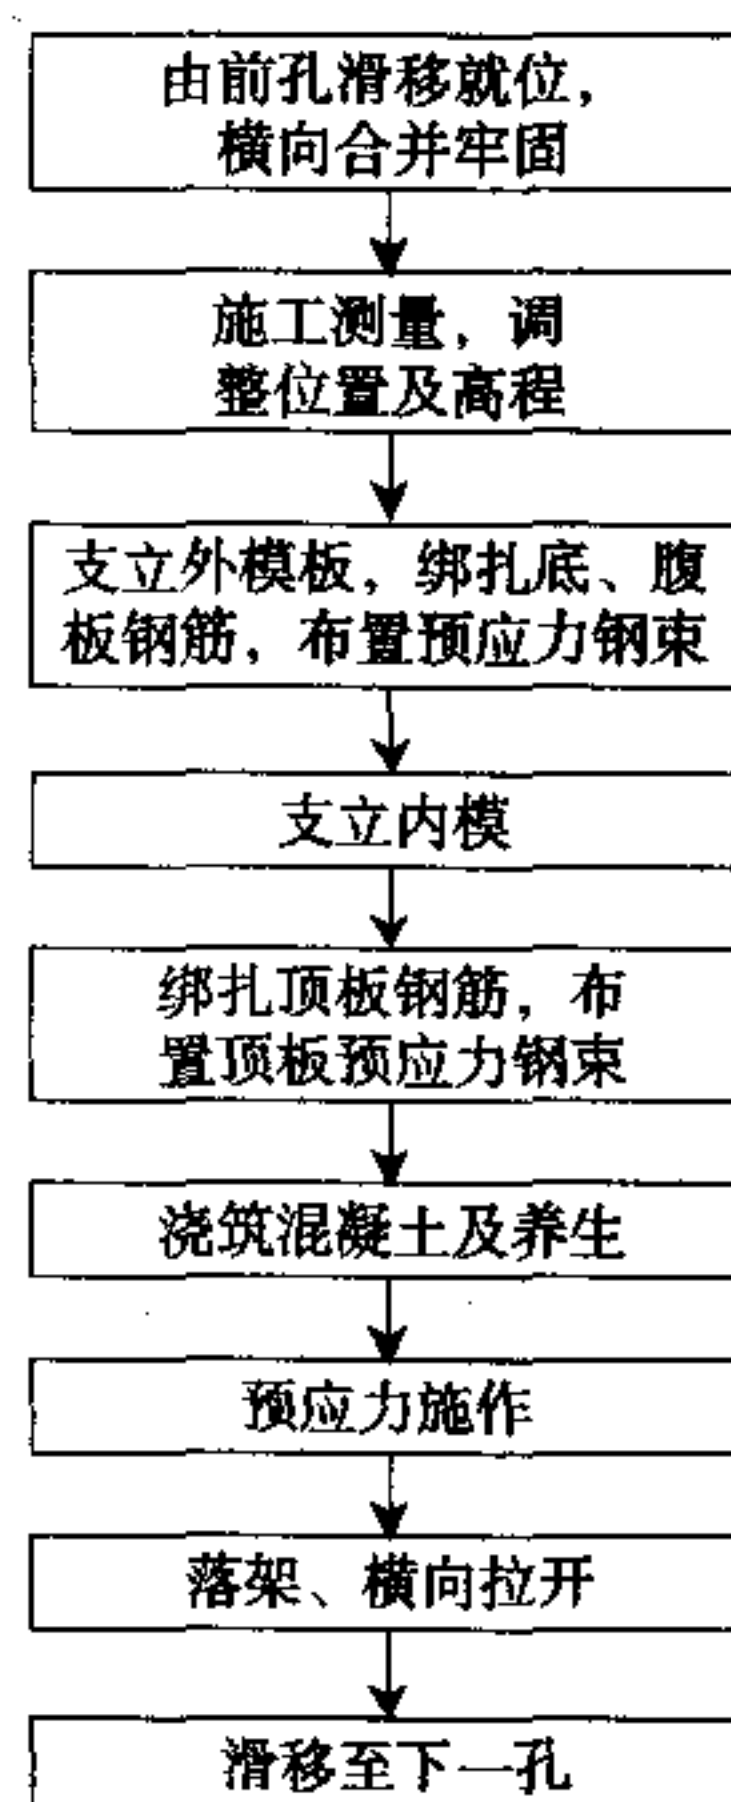 由前孔滑移就位，
横向合并牢固
施工测量，调
整位置及高程
支立外模板，绑扎底、腹
板钢筋，布置预应力钢束
支立内模
绑扎顶板钢筋，布
置顶板预应力钢束
浇筑混凝土及养生
预应力施作
落架、横向拉开
滑移至下一孔